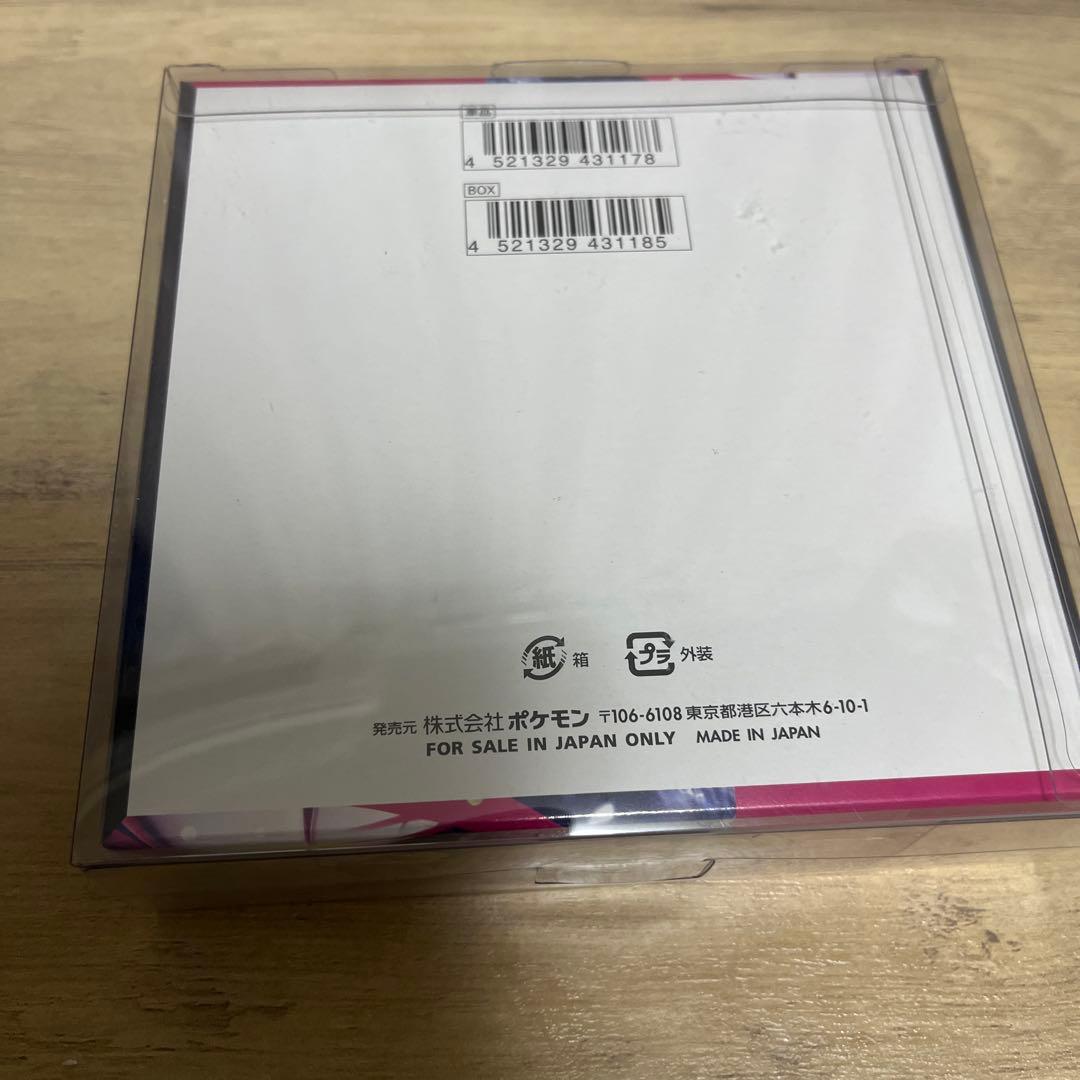 4 521329 431178
BOX
4 521329 431185
紙 箱
プラ 外装
発売元 株式会社 ポケモン 〒106-6108 東京都港区六本木6-10-1
FOR SALE IN JAPAN ONLY MADE IN JAPAN